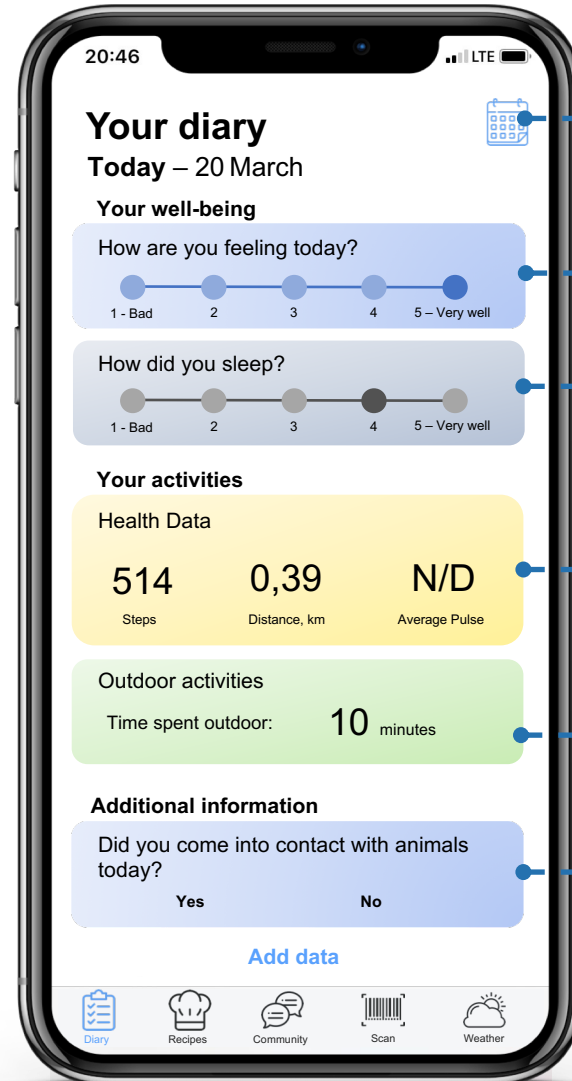 20:46 LTE
Your diary
Today – 20 March
Your well-being
How are you feeling today?
1 - Bad 2 3 4 5 – Very well
How did you sleep?
1 - Bad 2 3 4 5 – Very well
Your activities
Health Data
514 0,39 N/D
Steps Distance, km Average Pulse
Outdoor activities
Time spent outdoor: 10 minutes
Additional information
Did you come into contact with animals
today?
Yes No
Add data
Diary Recipes Community Scan Weather